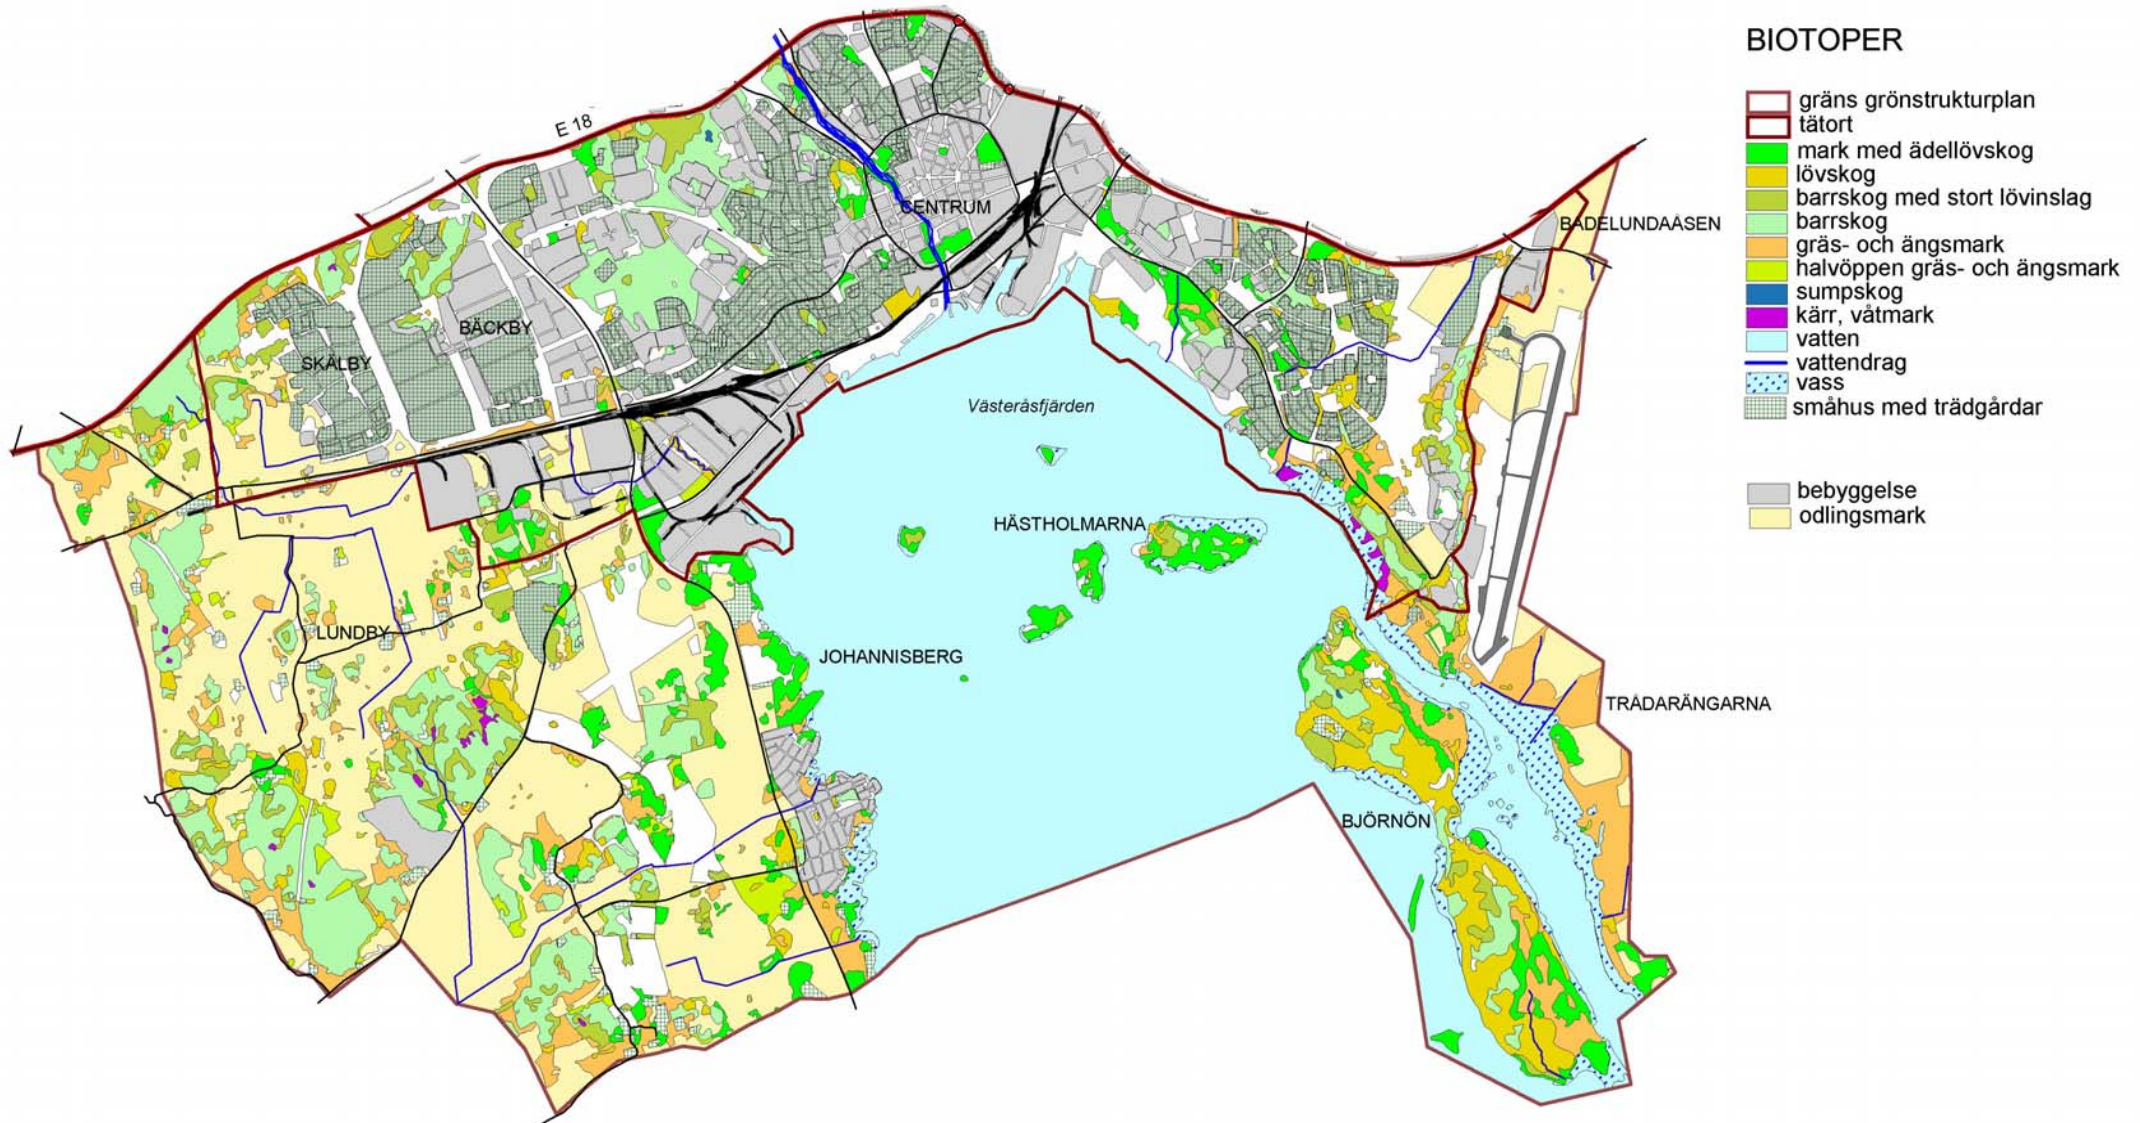 BIOTOPER
gräns grönstrukturplan
tätort
mark med ädellövskog
lövskog
barrskog med stort lövinslag
barrskog
gräs- och ängsmark
halvöppen gräs- och ängsmark
sumpskog
kärr, våtmark
vatten
vattendrag
vass
småhus med trädgårdar
bebyggelse
odlingsmark
E 18
CENTRUM
BADELUNDAÅSEN
BÄCKBY
SKÄLBY
Västeråsfjärden
HÄSTHOLMARNA
LUNDBY
JOHANNISBERG
TRÄDARÄNGARNA
BJÖRNÖN